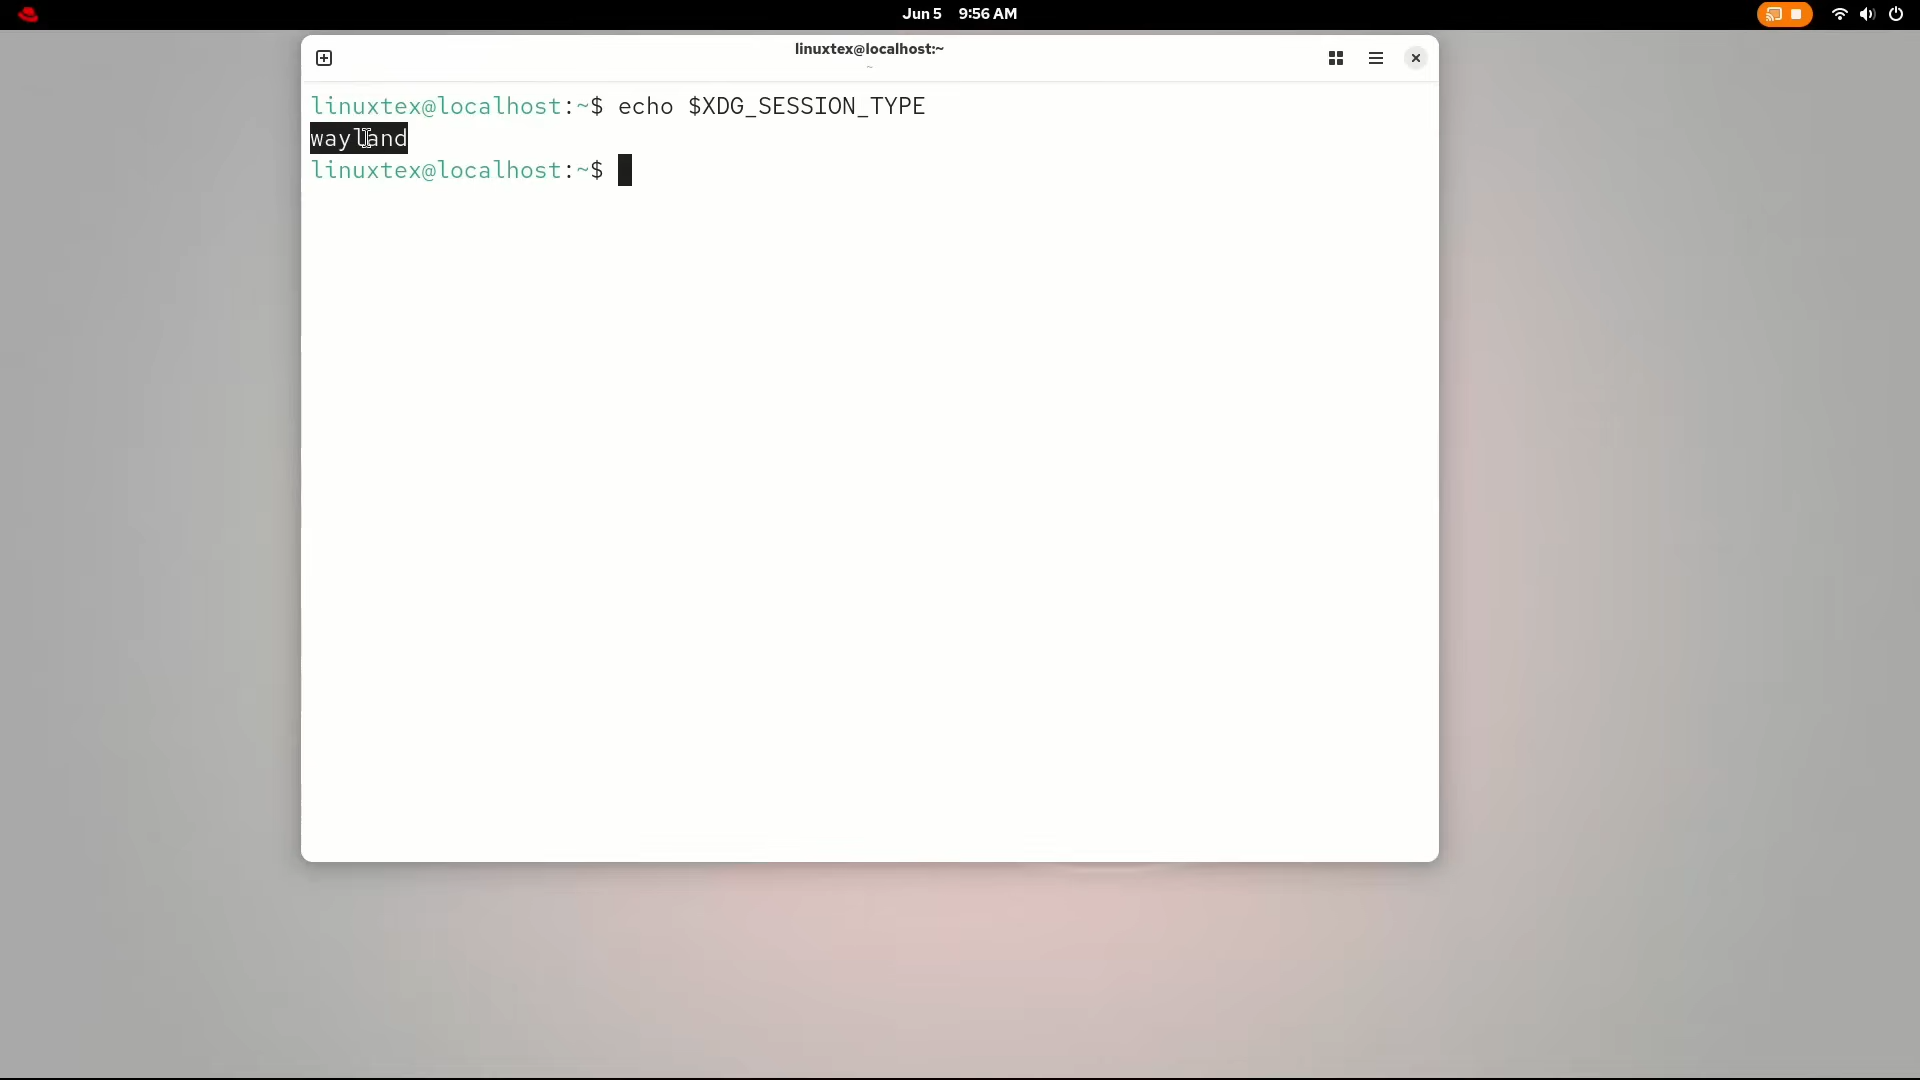 Jun 5 9:56 AM
linuxtex@localhost:~
~
linuxtex@localhost:~$ echo $XDG_SESSION_TYPE
wayland
linuxtex@localhost:~$